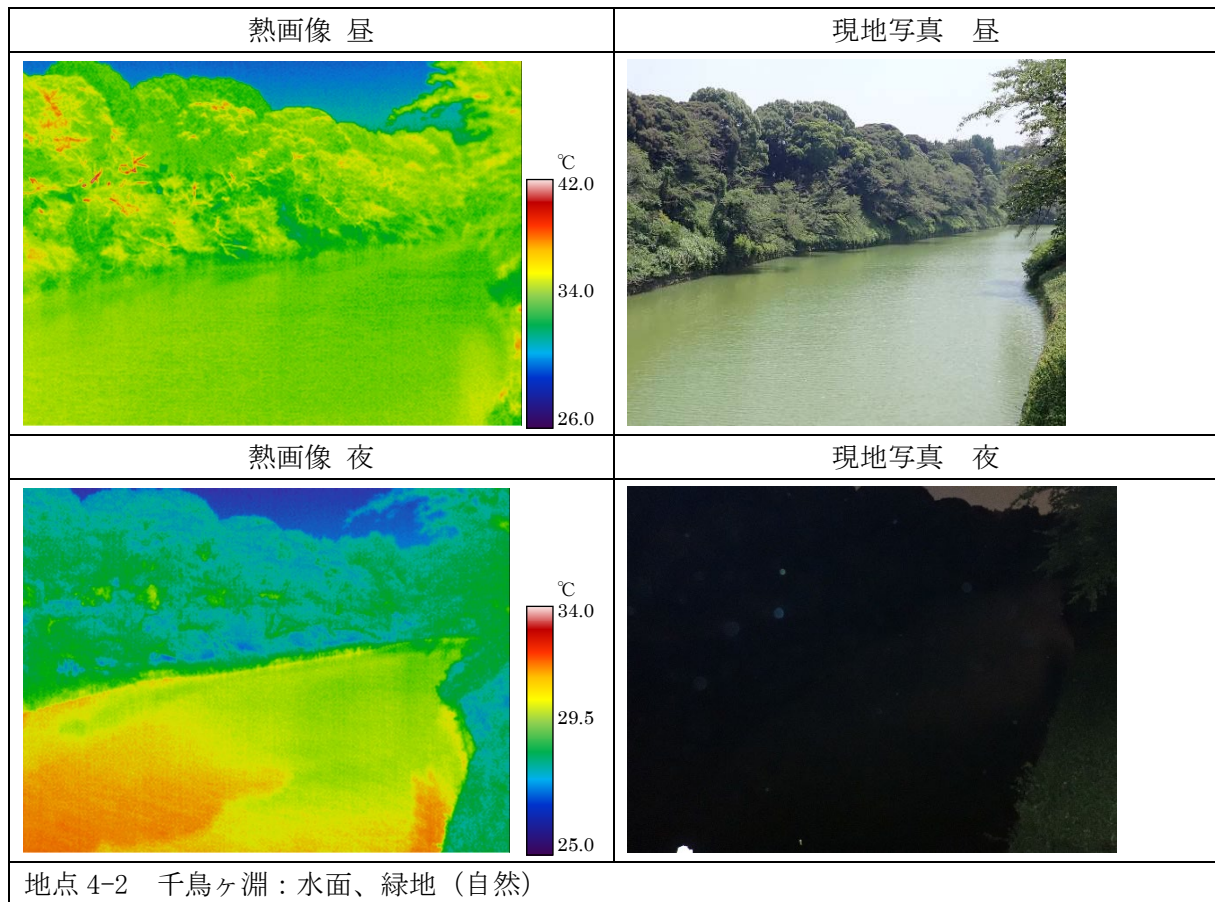 熱画像 昼
現地写真　昼
℃
42.0
34.0
26.0
熱画像 夜
現地写真　夜
℃
34.0
29.5
25.0
地点 4-2　千鳥ヶ淵：水面、緑地（自然）